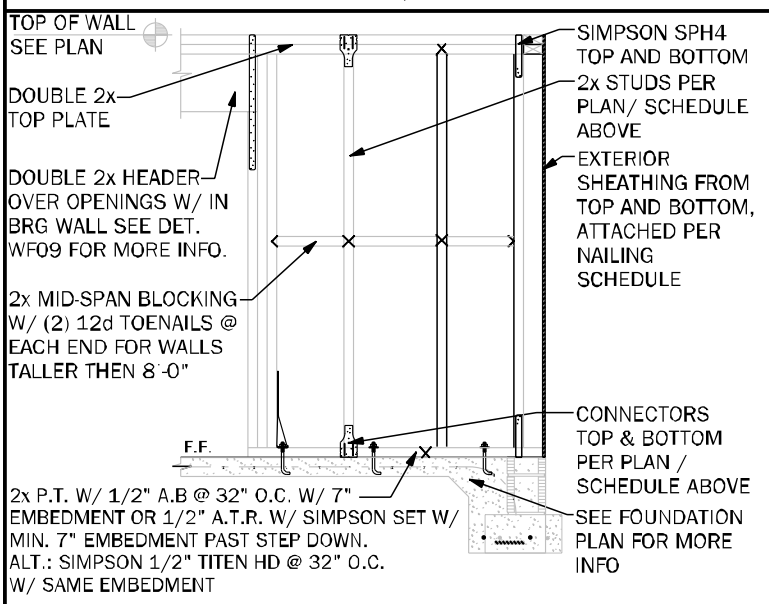 TOP OF WALL
SEE PLAN
DOUBLE 2x
TOP PLATE
DOUBLE 2x HEADER
OVER OPENINGS W/ IN
BRG WALL SEE DET.
WF09 FOR MORE INFO.
2x MID-SPAN BLOCKING
W/ (2) 12d TOENAILS @
EACH END FOR WALLS
TALLER THEN 8'-0"
F.F.
2x P.T. W/ 1/2" A.B @ 32" O.C. W/ 7"
EMBEDMENT OR 1/2" A.T.R. W/ SIMPSON SET W/
MIN. 7" EMBEDMENT PAST STEP DOWN.
ALT.: SIMPSON 1/2" TITEN HD @ 32" O.C.
W/ SAME EMBEDMENT
SIMPSON SPH4
TOP AND BOTTOM
2x STUDS PER
PLAN/ SCHEDULE
ABOVE
EXTERIOR
SHEATHING FROM
TOP AND BOTTOM,
ATTACHED PER
NAILING
SCHEDULE
CONNECTORS
TOP & BOTTOM
PER PLAN /
SCHEDULE ABOVE
SEE FOUNDATION
PLAN FOR MORE
INFO